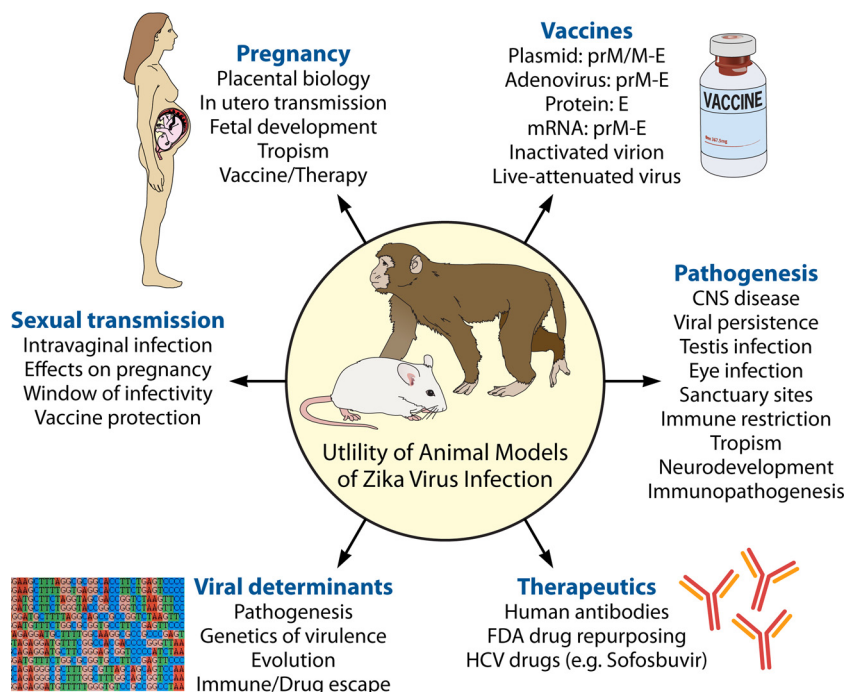 Pregnancy
Placental biology
In utero transmission
Fetal development
Tropism
Vaccine/Therapy
Vaccines
Plasmid: prM/M-E
Adenovirus: prM-E
Protein: E
mRNA: prM-E
Inactivated virion
Live-attenuated virus
VACCINE
Sexual transmission
Intravaginal infection
Effects on pregnancy
Window of infectivity
Vaccine protection
Pathogenesis
CNS disease
Viral persistence
Testis infection
Eye infection
Sanctuary sites
Immune restriction
Tropism
Neurodevelopment
Immunopathogenesis
Utlility of Animal Models
of Zika Virus Infection
Viral determinants
Pathogenesis
Genetics of virulence
Evolution
Immune/Drug escape
Therapeutics
Human antibodies
FDA drug repurposing
HCV drugs (e.g. Sofosbuvir)